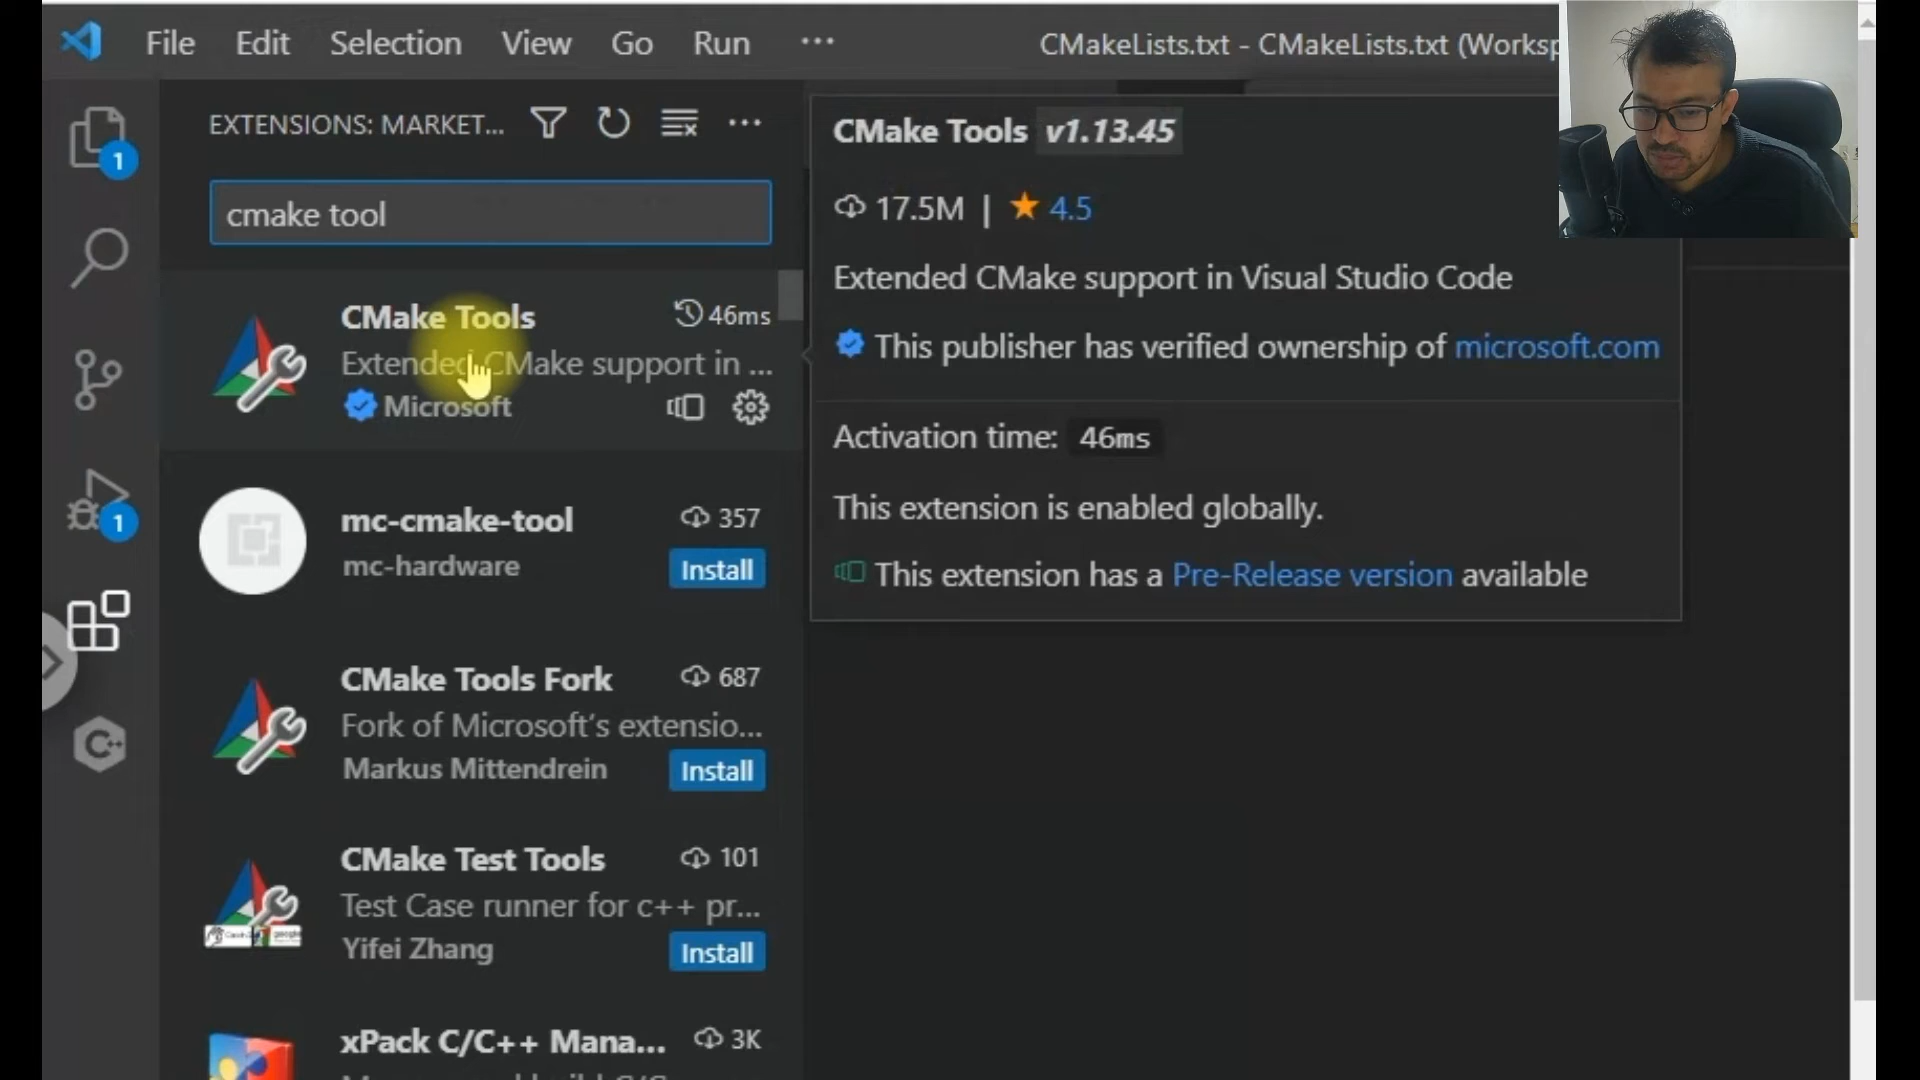 File Edit Selection View Go Run ···
CMakeLists.txt - CMakeLists.txt (Worksp
EXTENSIONS: MARKET...
cmake tool
CMake Tools 46ms
Extended CMake support in ...
Microsoft
mc-cmake-tool 357
mc-hardware Install
CMake Tools Fork 687
Fork of Microsoft's extensio...
Markus Mittendrein Install
CMake Test Tools 101
Test Case runner for c++ pr...
Yifei Zhang Install
xPack C/C++ Mana... 3K
CMake Tools v1.13.45
17.5M | 4.5
Extended CMake support in Visual Studio Code
This publisher has verified ownership of microsoft.com
Activation time: 46ms
This extension is enabled globally.
This extension has a Pre-Release version available
1
1
C++